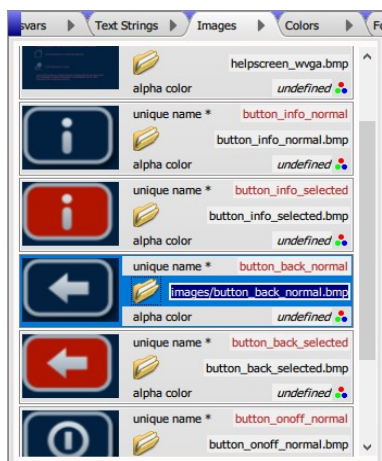 svars Text Strings Images Colors
helpscreen_wvga.bmp
alpha color undefined
unique name * button_info_normal
button_info_normal.bmp
alpha color undefined
unique name * button_info_selected
button_info_selected.bmp
alpha color undefined
unique name * button_back_normal
images/button_back_normal.bmp
alpha color undefined
unique name * button_back_selected
button_back_selected.bmp
alpha color undefined
unique name * button_onoff_normal
button_onoff_normal.bmp